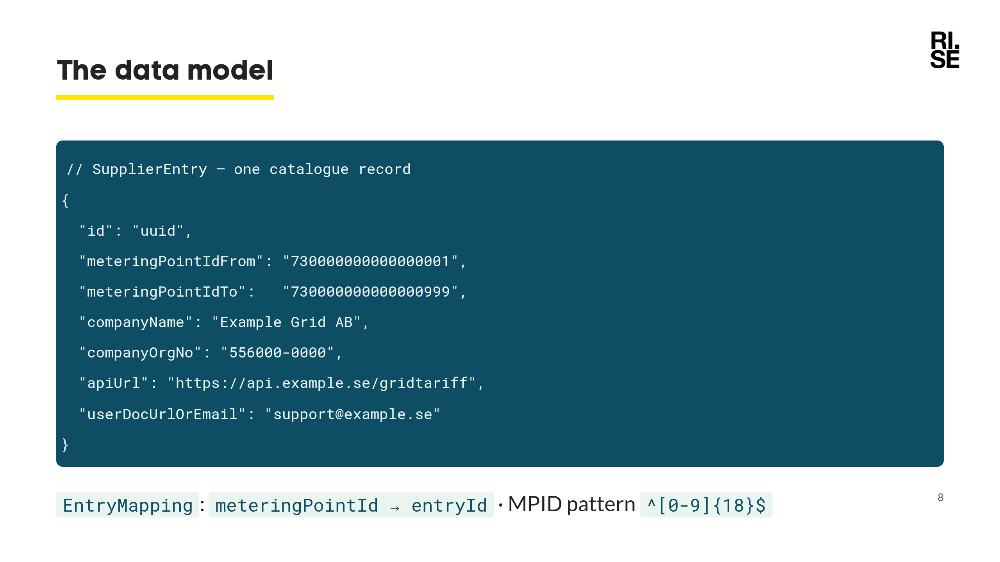 RI.
SE
The data model
// SupplierEntry — one catalogue record
{
  "id": "uuid",
  "meteringPointIdFrom": "730000000000000001",
  "meteringPointIdTo":   "730000000000000999",
  "companyName": "Example Grid AB",
  "companyOrgNo": "556000-0000",
  "apiUrl": "https://api.example.se/gridtariff",
  "userDocUrlOrEmail": "support@example.se"
}
EntryMapping: meteringPointId → entryId · MPID pattern ^[0-9]{18}$
8